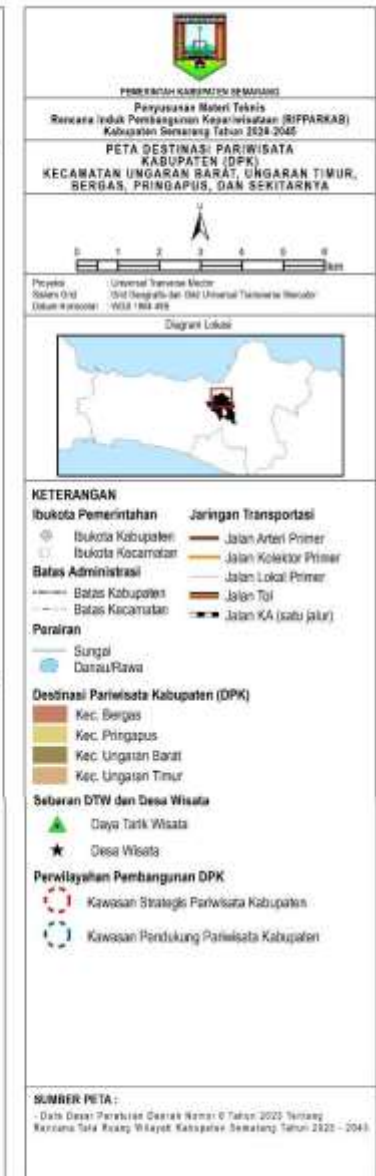 PEMERINTAH KABUPATEN SEMARANG
Penyusunan Materi Teknis
Rencana Induk Pembangunan Kepariwisataan (RIPPARKAB)
Kabupaten Semarang Tahun 2024-2045
PETA DESTINASI PARIWISATA
KABUPATEN (DPK)
KECAMATAN UNGARAN BARAT, UNGARAN TIMUR,
BERGAS, PRINGAPUS, DAN SEKITARNYA
0 1 2 3 4 5 6
km
Proyeksi : Universal Transverse Mector
Sistem Grid : Grid Geografis dan Grid Universal Transverse Mercator
Datum Horisontal : WGS 1984 49S
Diagram Lokasi
KETERANGAN
Ibukota Pemerintahan
Ibukota Kabupaten
Ibukota Kecamatan
Batas Administrasi
Batas Kabupaten
Batas Kecamatan
Perairan
Sungai
Danau/Rawa
Jaringan Transportasi
Jalan Arteri Primer
Jalan Kolektor Primer
Jalan Lokal Primer
Jalan Tol
Jalan KA (satu jalur)
Destinasi Pariwisata Kabupaten (DPK)
Kec. Bergas
Kec. Pringapus
Kec. Ungaran Barat
Kec. Ungaran Timur
Sebaran DTW dan Desa Wisata
Daya Tarik Wisata
Desa Wisata
Perwilayahan Pembangunan DPK
Kawasan Strategis Pariwisata Kabupaten
Kawasan Pendukung Pariwisata Kabupaten
SUMBER PETA :
- Data Dasar Peraturan Daerah Nomor 6 Tahun 2023 Tentang
Rencana Tata Ruang Wilayah Kabupaten Semarang Tahun 2023 - 2043